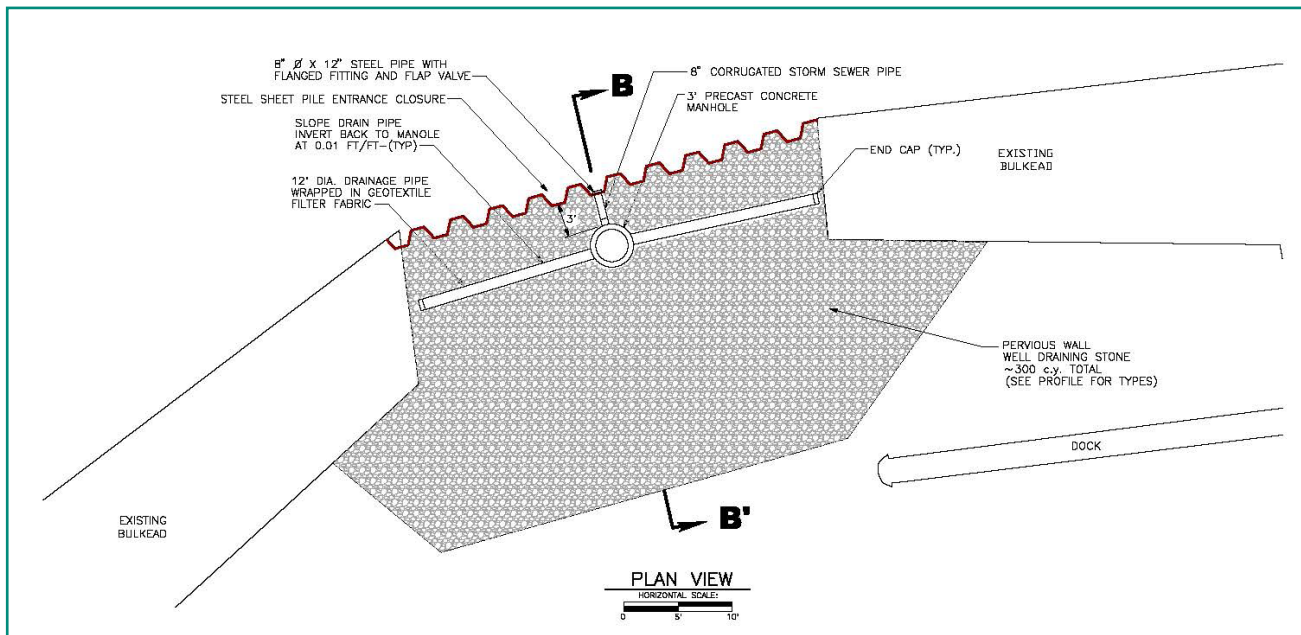 8" Ø X 12" STEEL PIPE WITH
FLANGED FITTING AND FLAP VALVE
STEEL SHEET PILE ENTRANCE CLOSURE
SLOPE DRAIN PIPE
INVERT BACK TO MANOLE
AT 0.01 FT/FT-(TYP)
12" DIA. DRAINAGE PIPE
WRAPPED IN GEOTEXTILE
FILTER FABRIC
B
8" CORRUGATED STORM SEWER PIPE
3' PRECAST CONCRETE
MANHOLE
END CAP (TYP.)
EXISTING
BULKEAD
3'
PERVIOUS WALL
WELL DRAINING STONE
~300 c.y. TOTAL
(SEE PROFILE FOR TYPES)
DOCK
EXISTING
BULKEAD
B'
PLAN VIEW
HORIZONTAL SCALE:
0 5' 10'